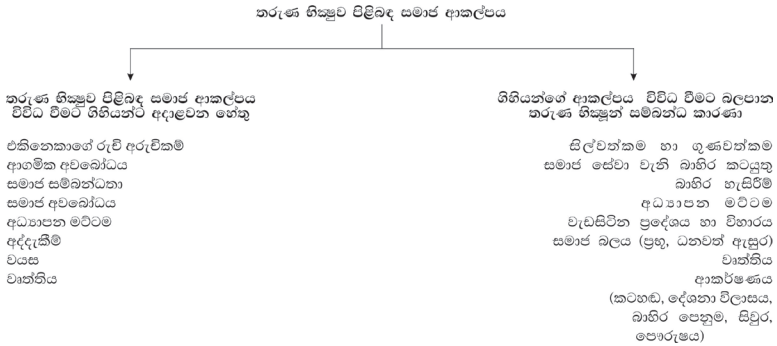 තරුණ භික්‍ෂුව පිළිබඳ සමාජ ආකල්පය
තරුණ භික්‍ෂුව පිළිබඳ සමාජ ආකල්පය
විවිධ වීමට ගිහියන්ට අදාළවන හේතු
එකිනෙකාගේ රුචි අරුචිකම්
ආගමික අවබෝධය
සමාජ සම්බන්ධතා
සමාජ අවබෝධය
අධ්‍යාපන මට්ටම
අද්දැකීම්
වයස
වෘත්තිය
ගිහියන්ගේ ආකල්පය විවිධ වීමට බලපාන
තරුණ භික්‍ෂූන් සම්බන්ධ කාරණා
සිල්වත්කම හා ගුණවත්කම
සමාජ සේවා වැනි බාහිර කටයුතු
බාහිර හැසිරීම්
අධ්‍යාපන මට්ටම
වැඩසිටින ප්‍රදේශය හා විහාරය
සමාජ බලය (ප්‍රභූ, ධනවත් ඇසුර)
වෘත්තිය
ආකර්ෂණය
(කටහඬ, දේශනා විලාසය,
බාහිර පෙනුම, සිවුර,
පෞරුෂය)